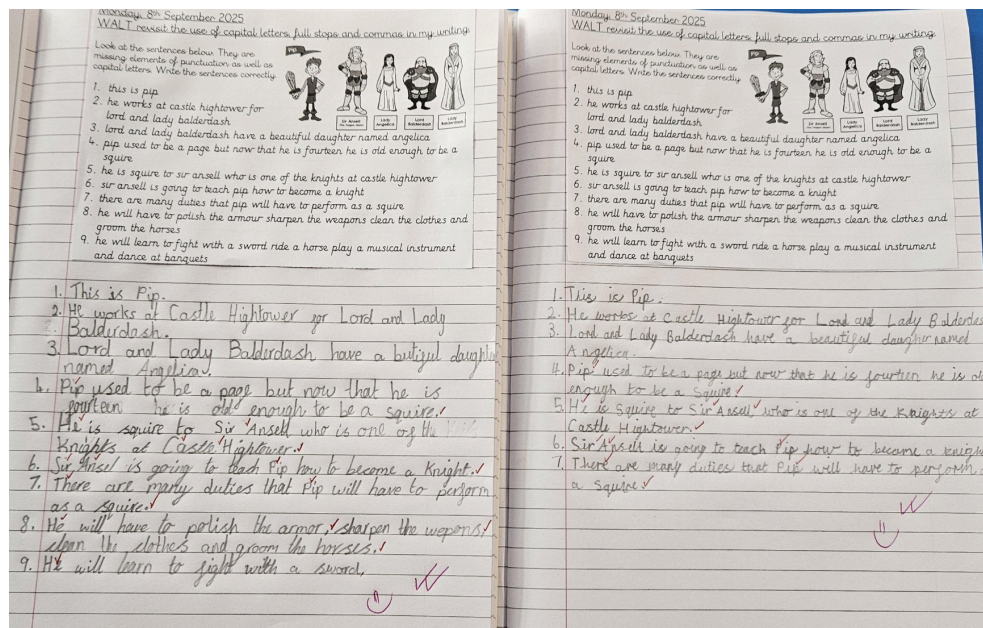 Monday, 8th September 2025
WALT revisit the use of capital letters, full stops and commas in my writing.
Look at the sentences below. They are
missing elements of punctuation as well as
capital letters. Write the sentences correctly.
Pip
Sir Ansell
Lady Angelica
Lord Balderdash
Lady Balderdash
1. this is pip
2. he works at castle hightower for
lord and lady balderdash
3. lord and lady balderdash have a beautiful daughter named angelica
4. pip used to be a page but now that he is fourteen he is old enough to be a
squire
5. he is squire to sir ansell who is one of the knights at castle hightower
6. sir ansell is going to teach pip how to become a knight
7. there are many duties that pip will have to perform as a squire
8. he will have to polish the armour sharpen the weapons clean the clothes and
groom the horses
9. he will learn to fight with a sword ride a horse play a musical instrument
and dance at banquets
1. This is Pip.
2. He works at Castle Hightower for Lord and Lady
Balderdash.
3. Lord and Lady Balderdash have a butiful daughter
named Angelina.
4. Pip used to be a page but now that he is
fourteen he is old enough to be a squire.
5. He is squire to Sir Ansell who is one of the
Knights at Castle Hightower.
6. Sir Ansel is going to teach Pip how to become a Knight.
7. There are many duties that Pip will have to perform
as a squire.
8. He will have to polish the armor, sharpen the wepons,
clean the clothes and groom the horses.
9. He will learn to fight with a sword,
Monday, 8th September 2025
WALT revisit the use of capital letters, full stops and commas in my writing.
Look at the sentences below. They are
missing elements of punctuation as well as
capital letters. Write the sentences correctly.
Pip
Sir Ansell
Lady Angelica
Lord Balderdash
Lady Balderdash
1. this is pip
2. he works at castle hightower for
lord and lady balderdash
3. lord and lady balderdash have a beautiful daughter named angelica
4. pip used to be a page but now that he is fourteen he is old enough to be a
squire
5. he is squire to sir ansell who is one of the knights at castle hightower
6. sir ansell is going to teach pip how to become a knight
7. there are many duties that pip will have to perform as a squire
8. he will have to polish the armour sharpen the weapons clean the clothes and
groom the horses
9. he will learn to fight with a sword ride a horse play a musical instrument
and dance at banquets
1. This is Pip.
2. He works at Castle Hightower for Lord and Lady Balderdas
3. Lord and Lady Balderdash have a beautiful daughter named
Angelica.
4. Pip used to be a page but now that he is fourteen he is ol
enough to be a Squire.
5. He is Squire to Sir Ansell who is one of the Knights at
Castle Hightower.
6. Sir Ansell is going to teach Pip how to became a knigh
7. There are many duties that Pip will have to perform
a Squire.